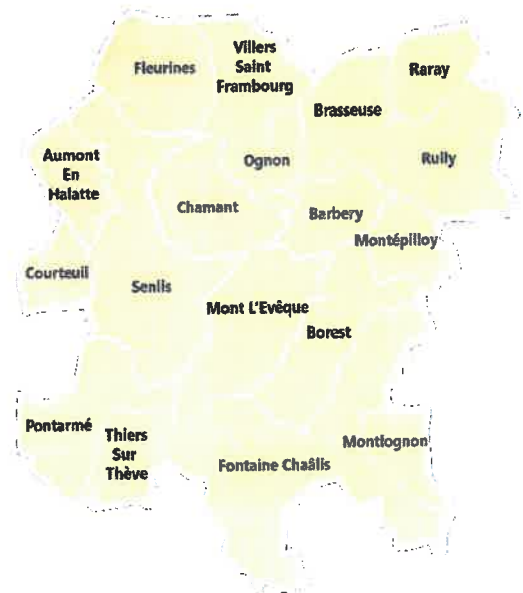 Fleurines
Villers
Saint
Frambourg
Raray
Brasseuse
Aumont
En
Halatte
Ognon
Rully
Chamant
Barbery
Montépilloy
Courteuil
Senlis
Mont L'Evêque
Borest
Pontarmé
Thiers
Sur
Thève
Montlognon
Fontaine Chaâlis